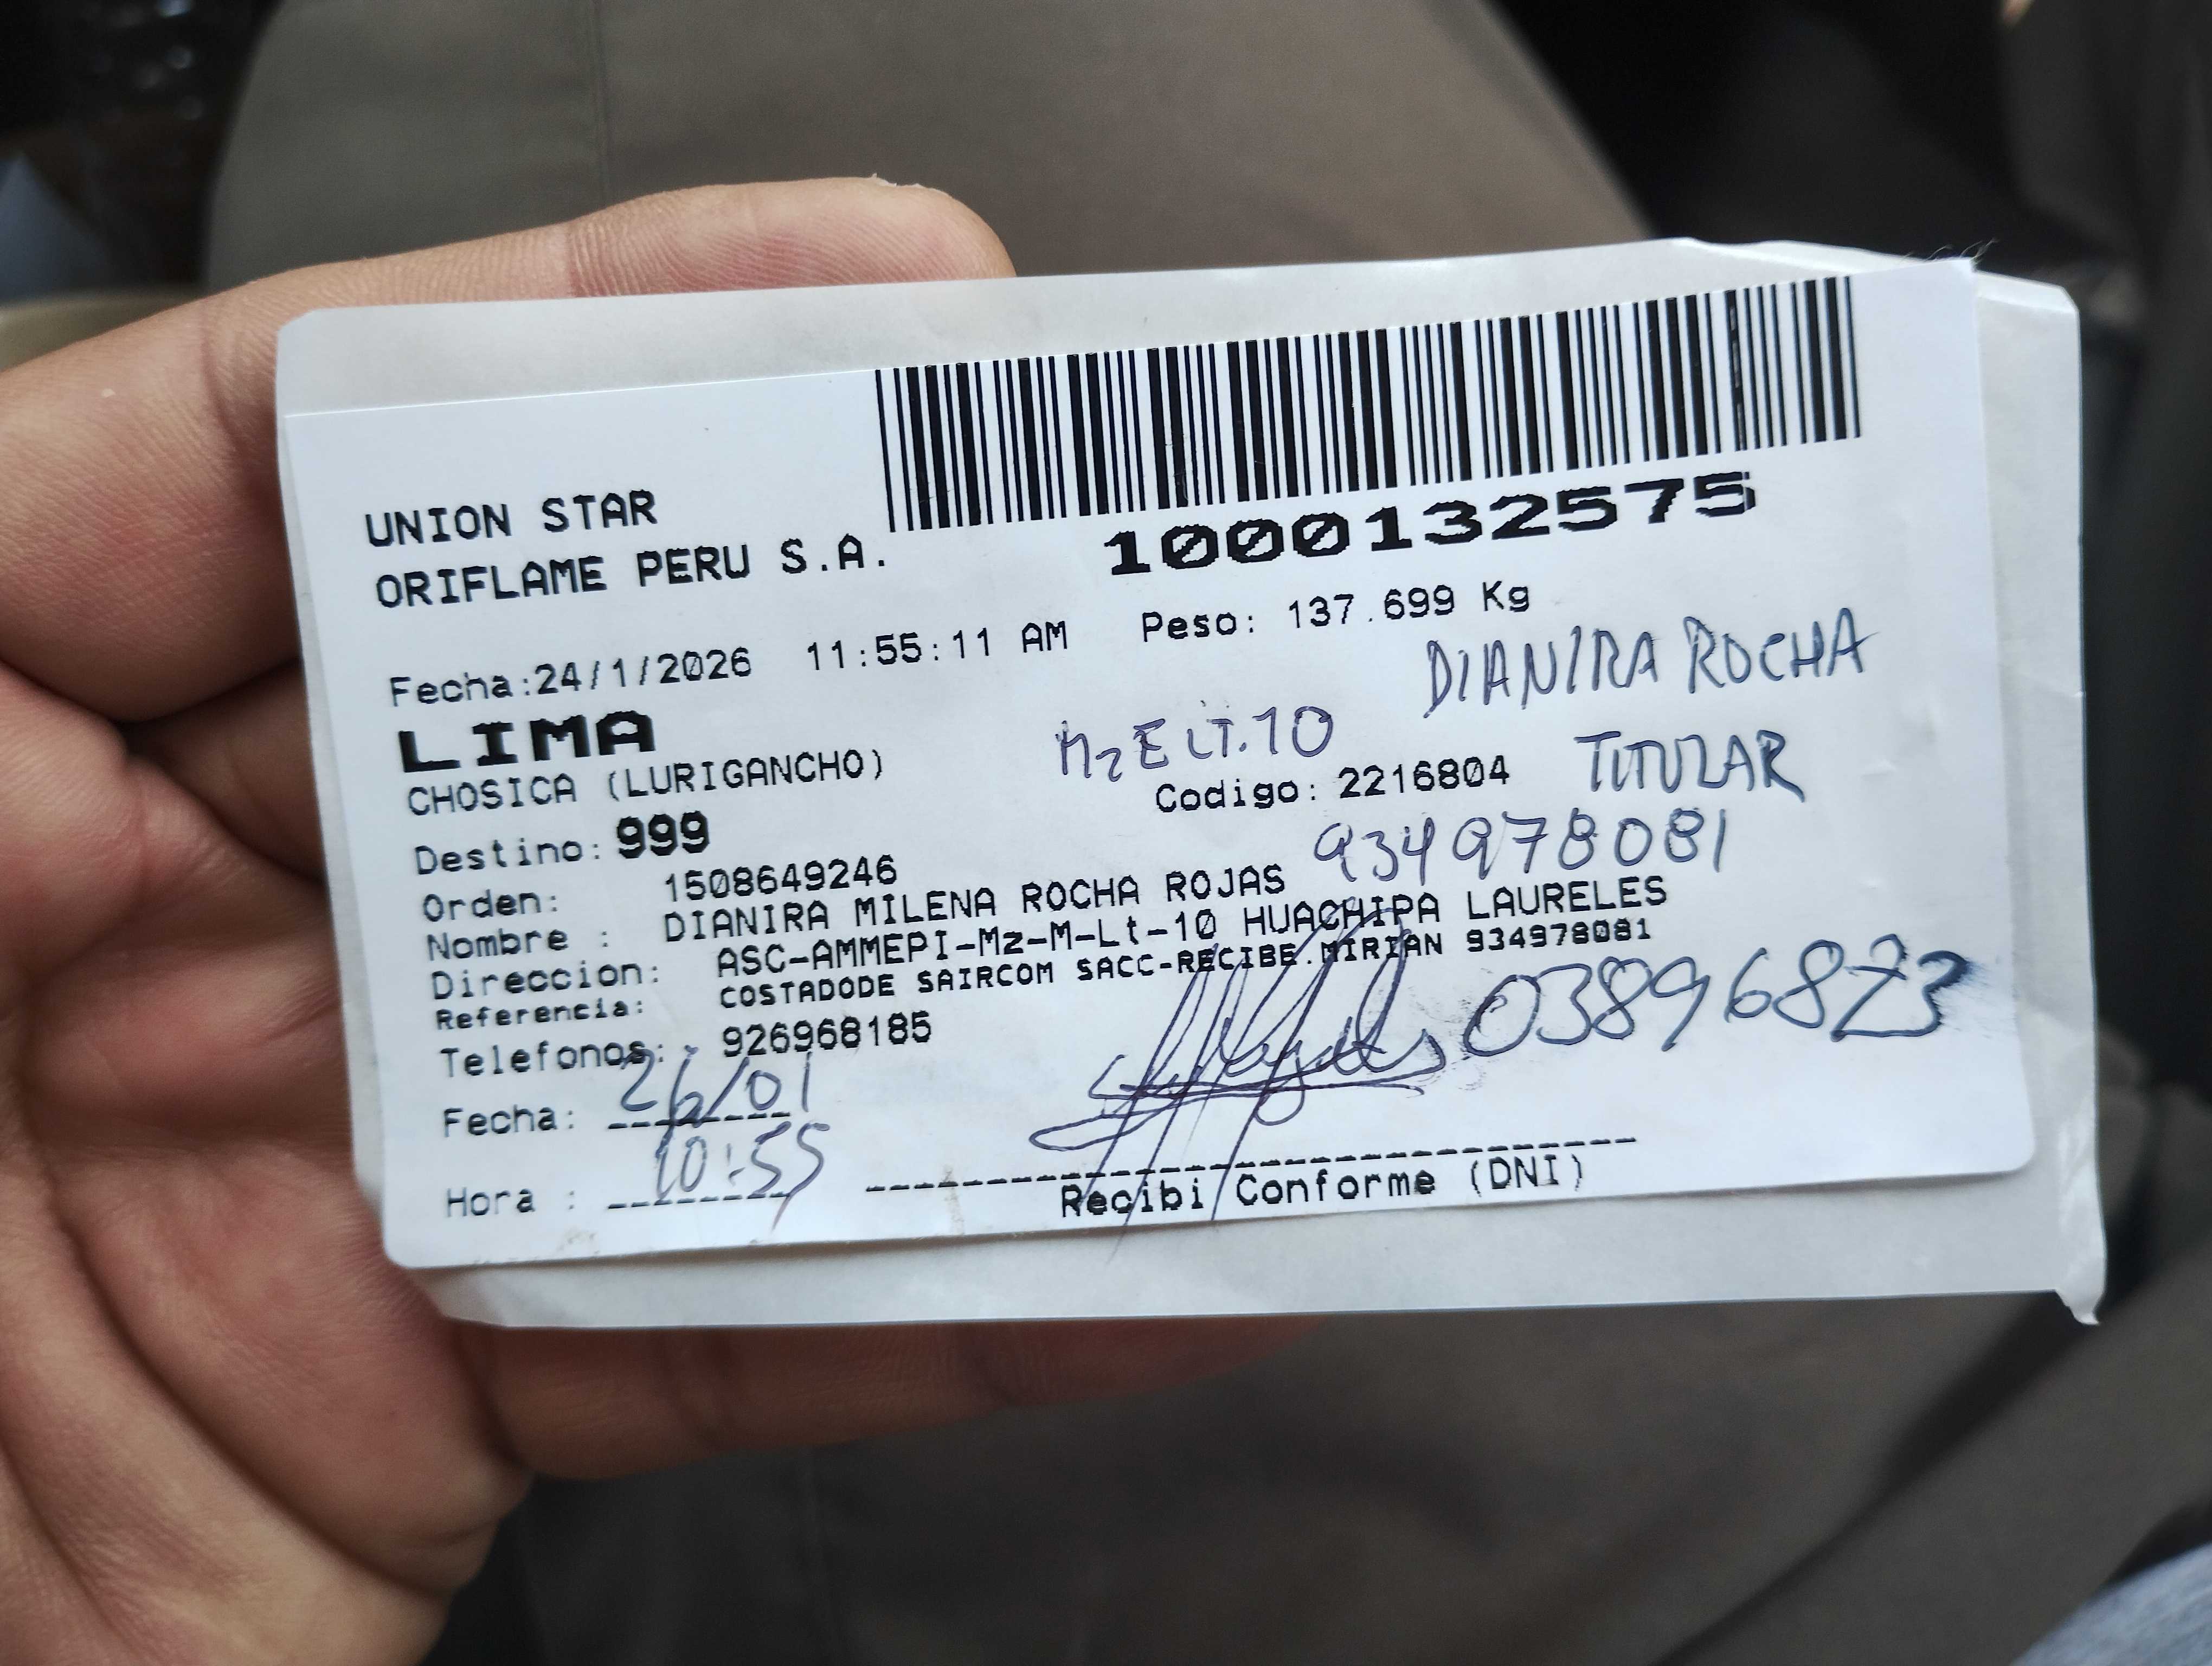 UNION STAR
ORIFLAME PERU S.A.
1000132575
Fecha:24/1/2026 11:55:11 AM Peso: 137.699 Kg
DIANIRA ROCHA
LIMA
Mz E LT.10
CHOSICA (LURIGANCHO)
Codigo: 2216804 TITULAR
Destino: 999
934978081
Orden: 1508649246
Nombre : DIANIRA MILENA ROCHA ROJAS
Direccion: ASC-AMMEPI-Mz-M-Lt-10 HUACHIPA LAURELES
Referencia: COSTADODE SAIRCOM SACC-RECIBE.MIRIAN 934978081
Telefonos: - 926968185
03896823
Fecha: 26/01
Hora : 10:55
Recibi Conforme (DNI)